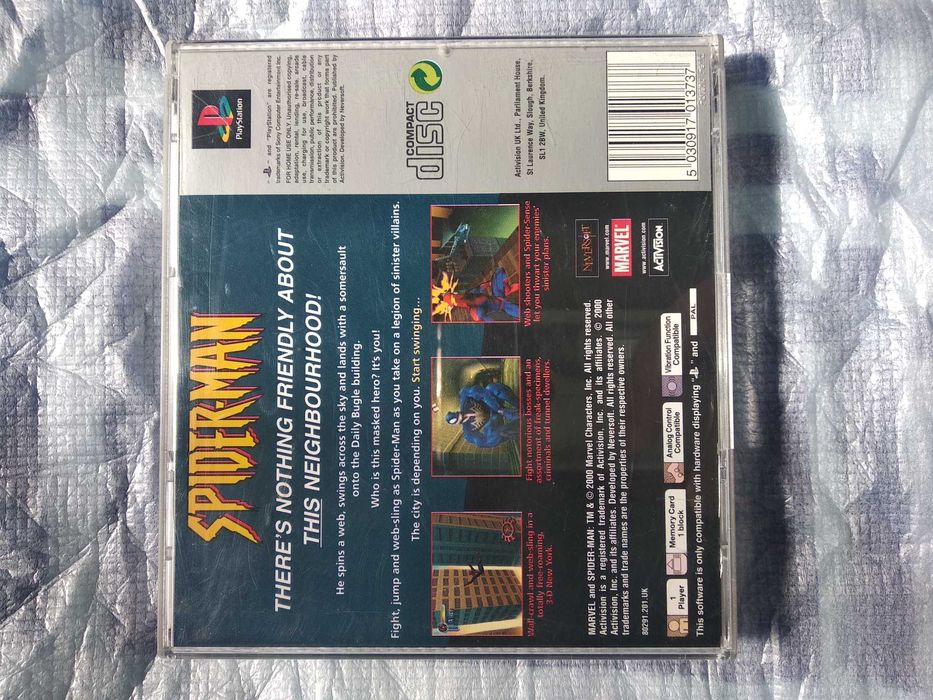 SPIDER-MAN
THERE'S NOTHING FRIENDLY ABOUT
THIS NEIGHBOURHOOD!
He spins a web, swings across the sky and lands with a somersault
onto the Daily Bugle building.
Who is this masked hero? It's you!
Fight, jump and web-sling as Spider-Man as you take on a legion of sinister villains.
The city is depending on you. Start swinging...
Wall-crawl and web-sling in a
totally free-roaming,
3-D New York.
Fight notorious bosses and an
assortment of freak-specimens,
criminals and tunnel dwellers.
Web shooters and Spider-Sense
let you thwart your enemies'
sinister plans.
MARVEL and SPIDER-MAN: TM & © 2000 Marvel Characters, Inc. All rights reserved.
Activision is a registered trademark of Activision, Inc. and its affiliates. © 2000
Activision, Inc. and its affiliates. Developed by Neversoft. All rights reserved. All other
trademarks and trade names are the properties of their respective owners.
80291.201.UK
NEVERSOFT
www.marvel.com
MARVEL
www.activision.com
ACTIVISION
1
Player
Memory Card
1 block
Analog Control
Compatible
Vibration Function
Compatible
This software is only compatible with hardware displaying " " and PAL
PlayStation
" " and "PlayStation" are registered
trademarks of Sony Computer Entertainment Inc.
FOR HOME USE ONLY. Unauthorised copying,
adaptation, rental, lending, re-sale, arcade
use, charging for use, broadcast, cable
transmission, public performance, distribution
or extraction of this product or any
trademark or copyright work that forms part
of this product are prohibited. Published by
Activision. Developed by Neversoft.
COMPACT
disc
Activision UK Ltd., Parliament House,
St Laurence Way, Slough, Berkshire,
SL1 2BW, United Kingdom.
5 030917 013737